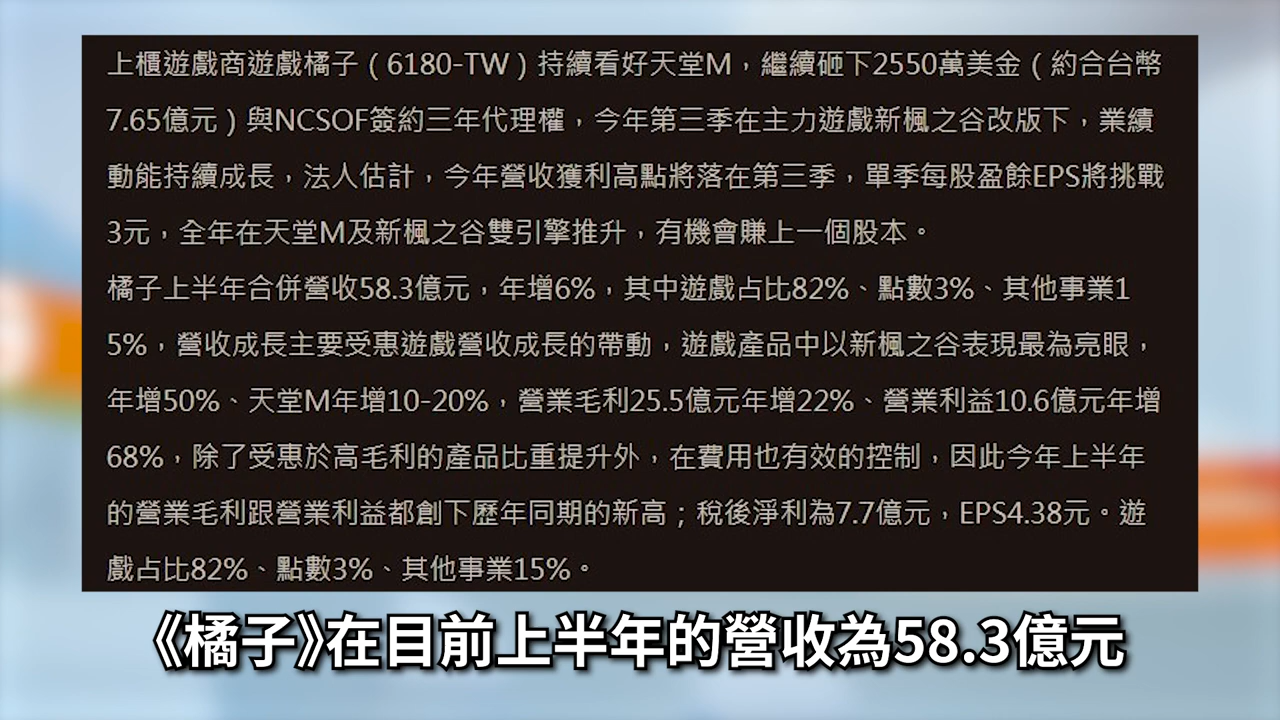 上櫃遊戲商遊戲橘子（6180-TW）持續看好天堂M，繼續砸下2550萬美金（約合台幣
7.65億元）與NCSOF簽約三年代理權，今年第三季在主力遊戲新楓之谷改版下，業績
動能持續成長，法人估計，今年營收獲利高點將落在第三季，單季每股盈餘EPS將挑戰
3元，全年在天堂M及新楓之谷雙引擎推升，有機會賺上一個股本。
橘子上半年合併營收58.3億元，年增6%，其中遊戲占比82%、點數3%、其他事業1
5%，營收成長主要受惠遊戲營收成長的帶動，遊戲產品中以新楓之谷表現最為亮眼，
年增50%、天堂M年增10-20%，營業毛利25.5億元年增22%、營業利益10.6億元年增
68%，除了受惠於高毛利的產品比重提升外，在費用也有效的控制，因此今年上半年
的營業毛利跟營業利益都創下歷年同期的新高；稅後淨利為7.7億元，EPS4.38元。遊
戲占比82%、點數3%、其他事業15%。
《橘子》在目前上半年的營收為58.3億元